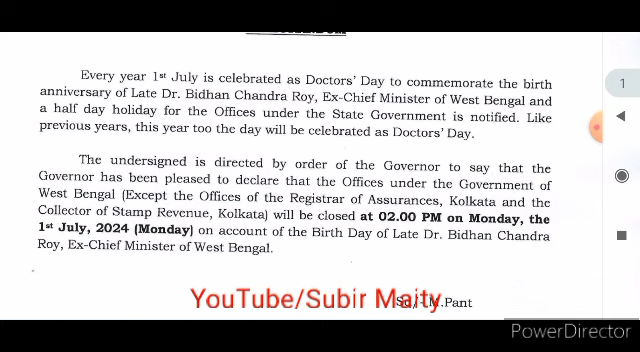 Every year 1st July is celebrated as Doctors' Day to commemorate the birth
anniversary of Late Dr. Bidhan Chandra Roy, Ex-Chief Minister of West Bengal and
a half day holiday for the Offices under the State Government is notified. Like
previous years, this year too the day will be celebrated as Doctors' Day.
The undersigned is directed by order of the Governor to say that the
Governor has been pleased to declare that the Offices under the Government of
West Bengal (Except the Offices of the Registrar of Assurances, Kolkata and the
Collector of Stamp Revenue, Kolkata) will be closed at 02.00 PM on Monday, the
1st July, 2024 (Monday) on account of the Birth Day of Late Dr. Bidhan Chandra
Roy, Ex-Chief Minister of West Bengal.
YouTube/Subir Maity
Sd/- M.Pant
PowerDirector
1